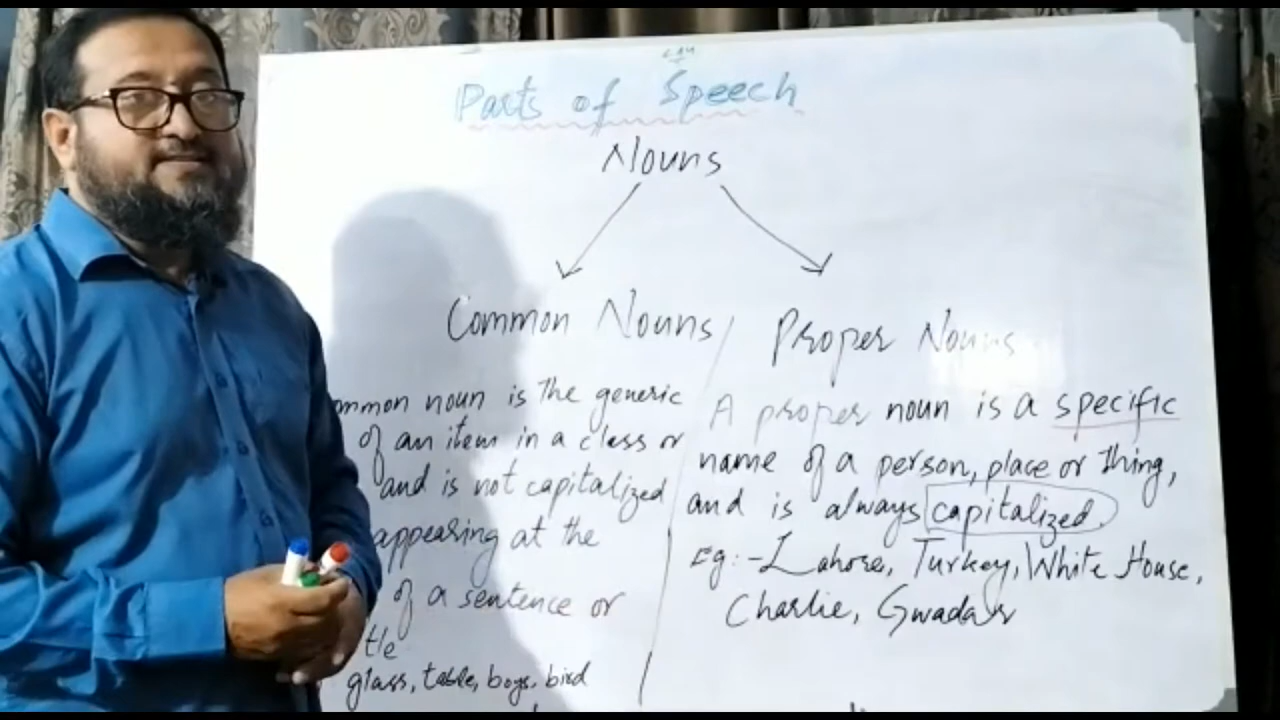 Parts of Speech
Nouns
Common Nouns
ommon noun is the generic
of an item in a class or
and is not capitalized
appearing at the
of a sentence or
tle
glass, table, boys, bird
Proper Nouns
A proper noun is a specific
name of a person, place or thing,
and is always capitalized.
Eg:- Lahore, Turkey, White House,
Charlie, Gwadar